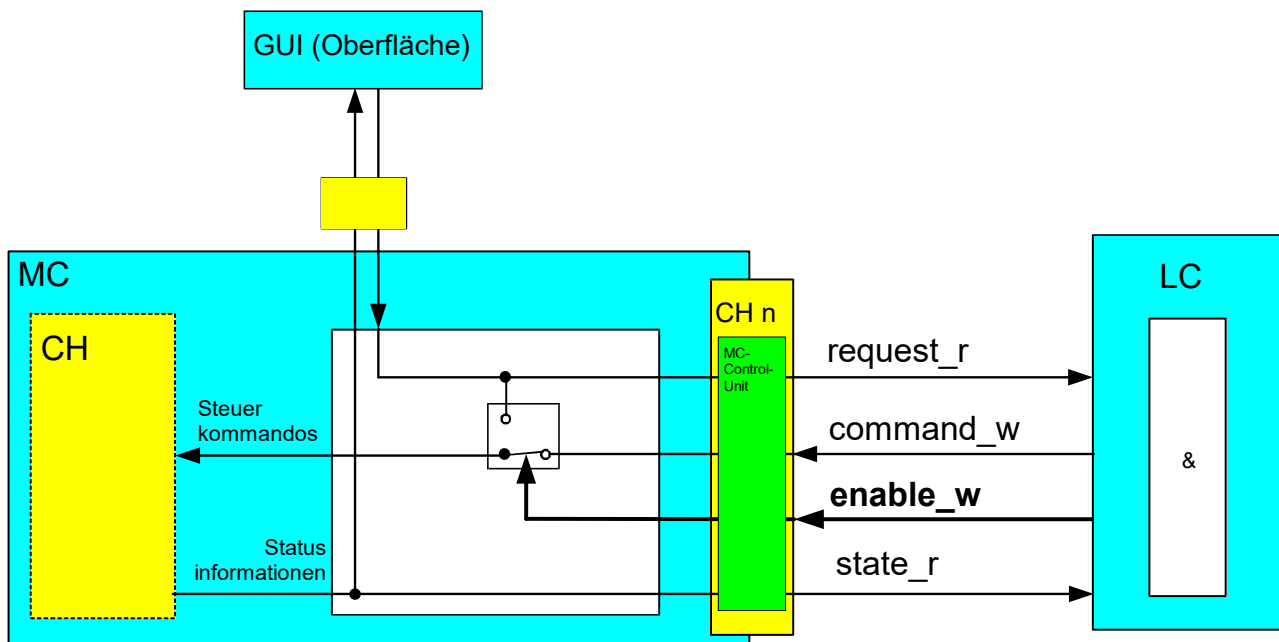 GUI (Oberfläche)
MC
LC
CH
CH n
MC-
Control-
Unit
request_r
Steuer
kommandos
command_w
&
enable_w
Status
informationen
state_r